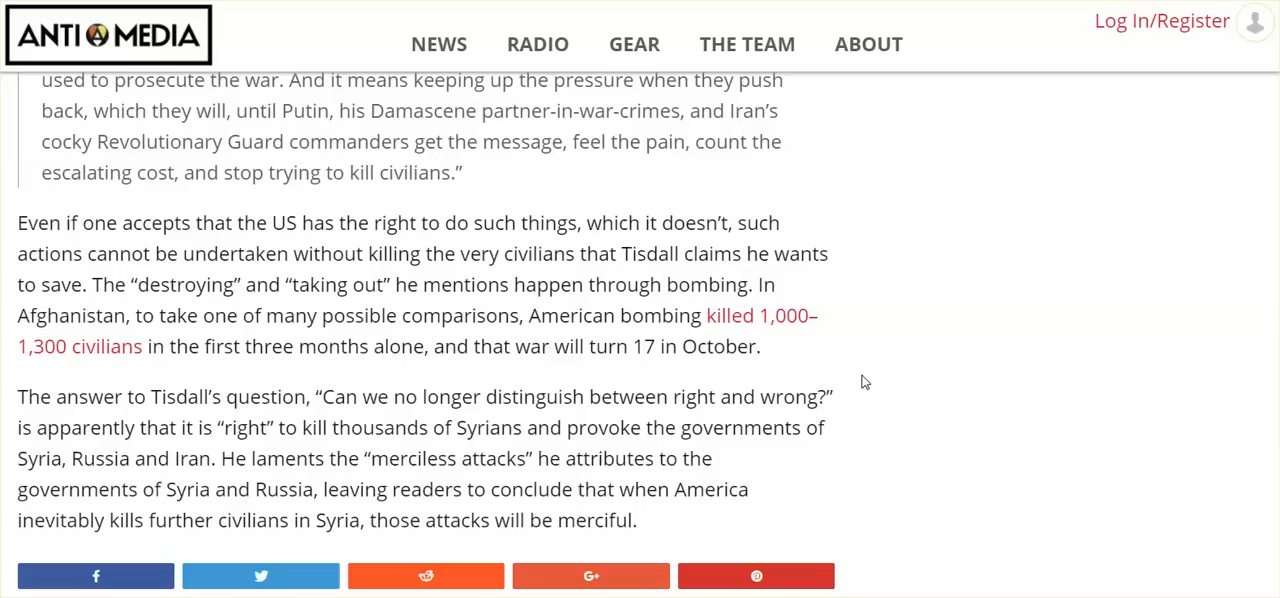 ANTI MEDIA
NEWS RADIO GEAR THE TEAM ABOUT
Log In/Register
used to prosecute the war. And it means keeping up the pressure when they push
back, which they will, until Putin, his Damascene partner-in-war-crimes, and Iran’s
cocky Revolutionary Guard commanders get the message, feel the pain, count the
escalating cost, and stop trying to kill civilians.”
Even if one accepts that the US has the right to do such things, which it doesn’t, such
actions cannot be undertaken without killing the very civilians that Tisdall claims he wants
to save. The “destroying” and “taking out” he mentions happen through bombing. In
Afghanistan, to take one of many possible comparisons, American bombing killed 1,000–
1,300 civilians in the first three months alone, and that war will turn 17 in October.
The answer to Tisdall’s question, “Can we no longer distinguish between right and wrong?”
is apparently that it is “right” to kill thousands of Syrians and provoke the governments of
Syria, Russia and Iran. He laments the “merciless attacks” he attributes to the
governments of Syria and Russia, leaving readers to conclude that when America
inevitably kills further civilians in Syria, those attacks will be merciful.